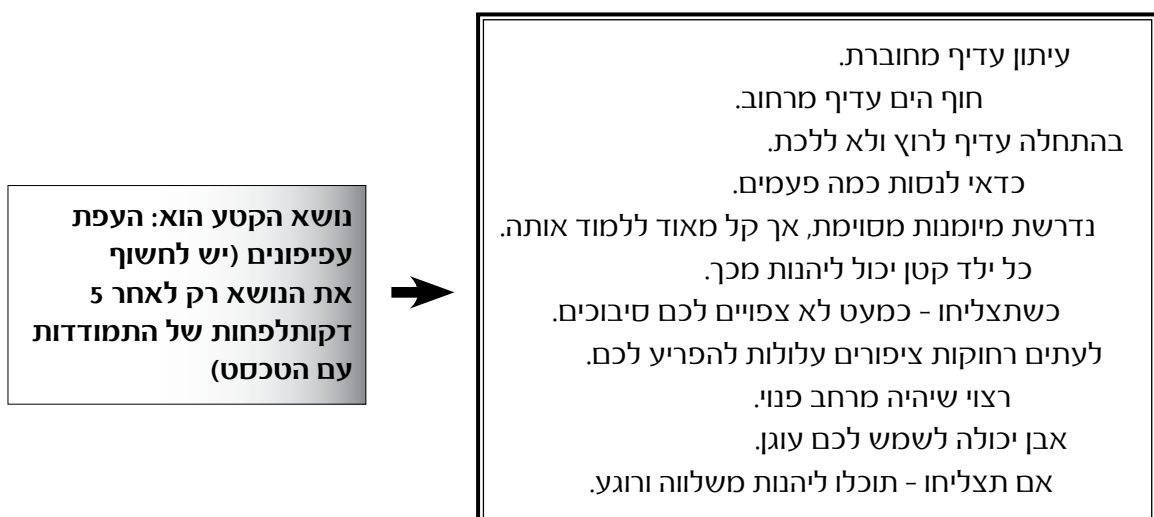 עיתון עדיף מחוברת.
חוף הים עדיף מרחוב.
בהתחלה עדיף לרוץ ולא ללכת.
כדאי לנסות כמה פעמים.
נדרשת מיומנות מסוימת, אך קל מאוד ללמוד אותה.
כל ילד קטן יכול ליהנות מכך.
כשתצליחו - כמעט לא צפויים לכם סיבוכים.
לעתים רחוקות ציפורים עלולות להפריע לכם.
רצוי שיהיה מרחב פנוי.
אבן יכולה לשמש לכם עוגן.
אם תצליחו - תוכלו ליהנות משלווה ורוגע.
נושא הקטע הוא: העפת
עפיפונים (יש לחשוף
את הנושא רק לאחר 5
דקותלפחות של התמודדות
עם הטכסט)